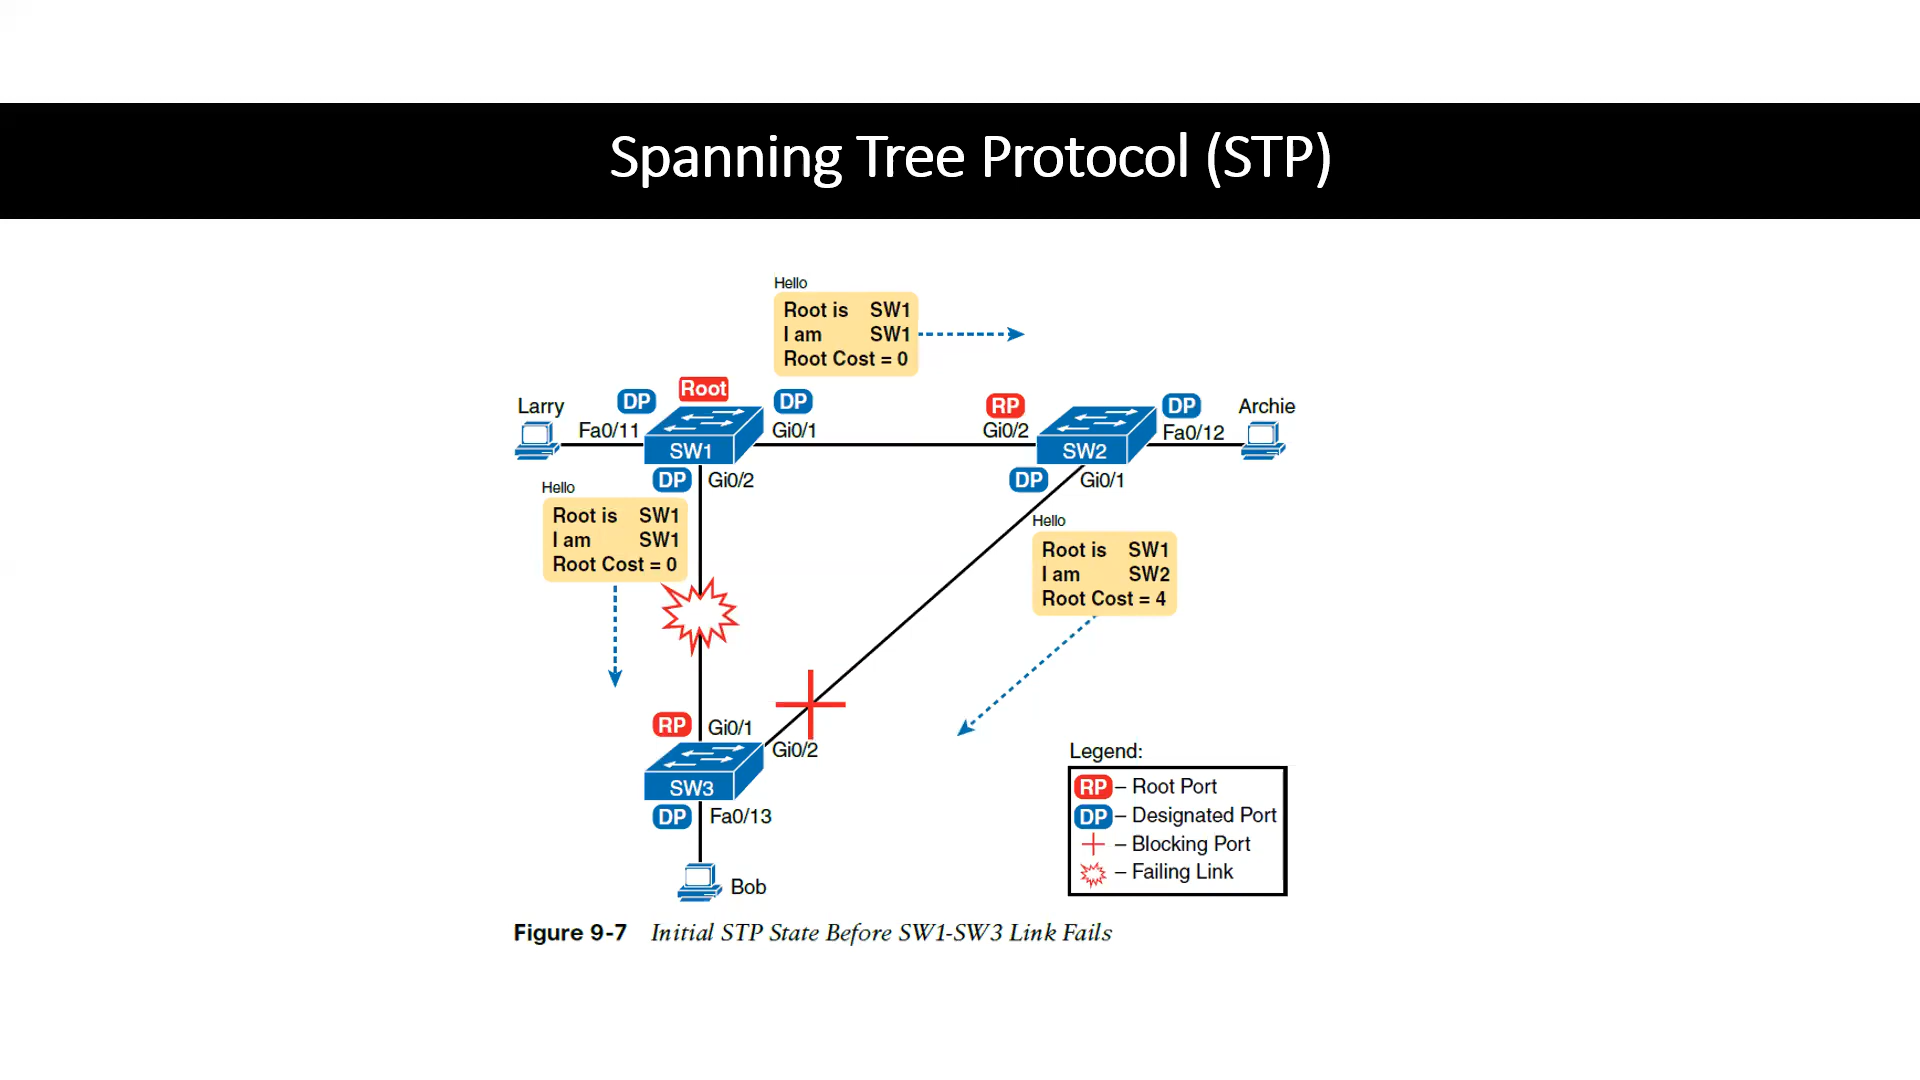 Spanning Tree Protocol (STP)
Hello
Root is SW1
I am SW1
Root Cost = 0
Larry
DP
Root
DP
RP
DP
Archie
Fa0/11
Gi0/1
Gi0/2
Fa0/12
SW1
SW2
DP
Gi0/2
DP
Gi0/1
Hello
Root is SW1
I am SW1
Root Cost = 0
Hello
Root is SW1
I am SW2
Root Cost = 4
RP
Gi0/1
Gi0/2
SW3
DP
Fa0/13
Bob
Legend:
RP – Root Port
DP – Designated Port
– Blocking Port
– Failing Link
Figure 9-7 Initial STP State Before SW1-SW3 Link Fails